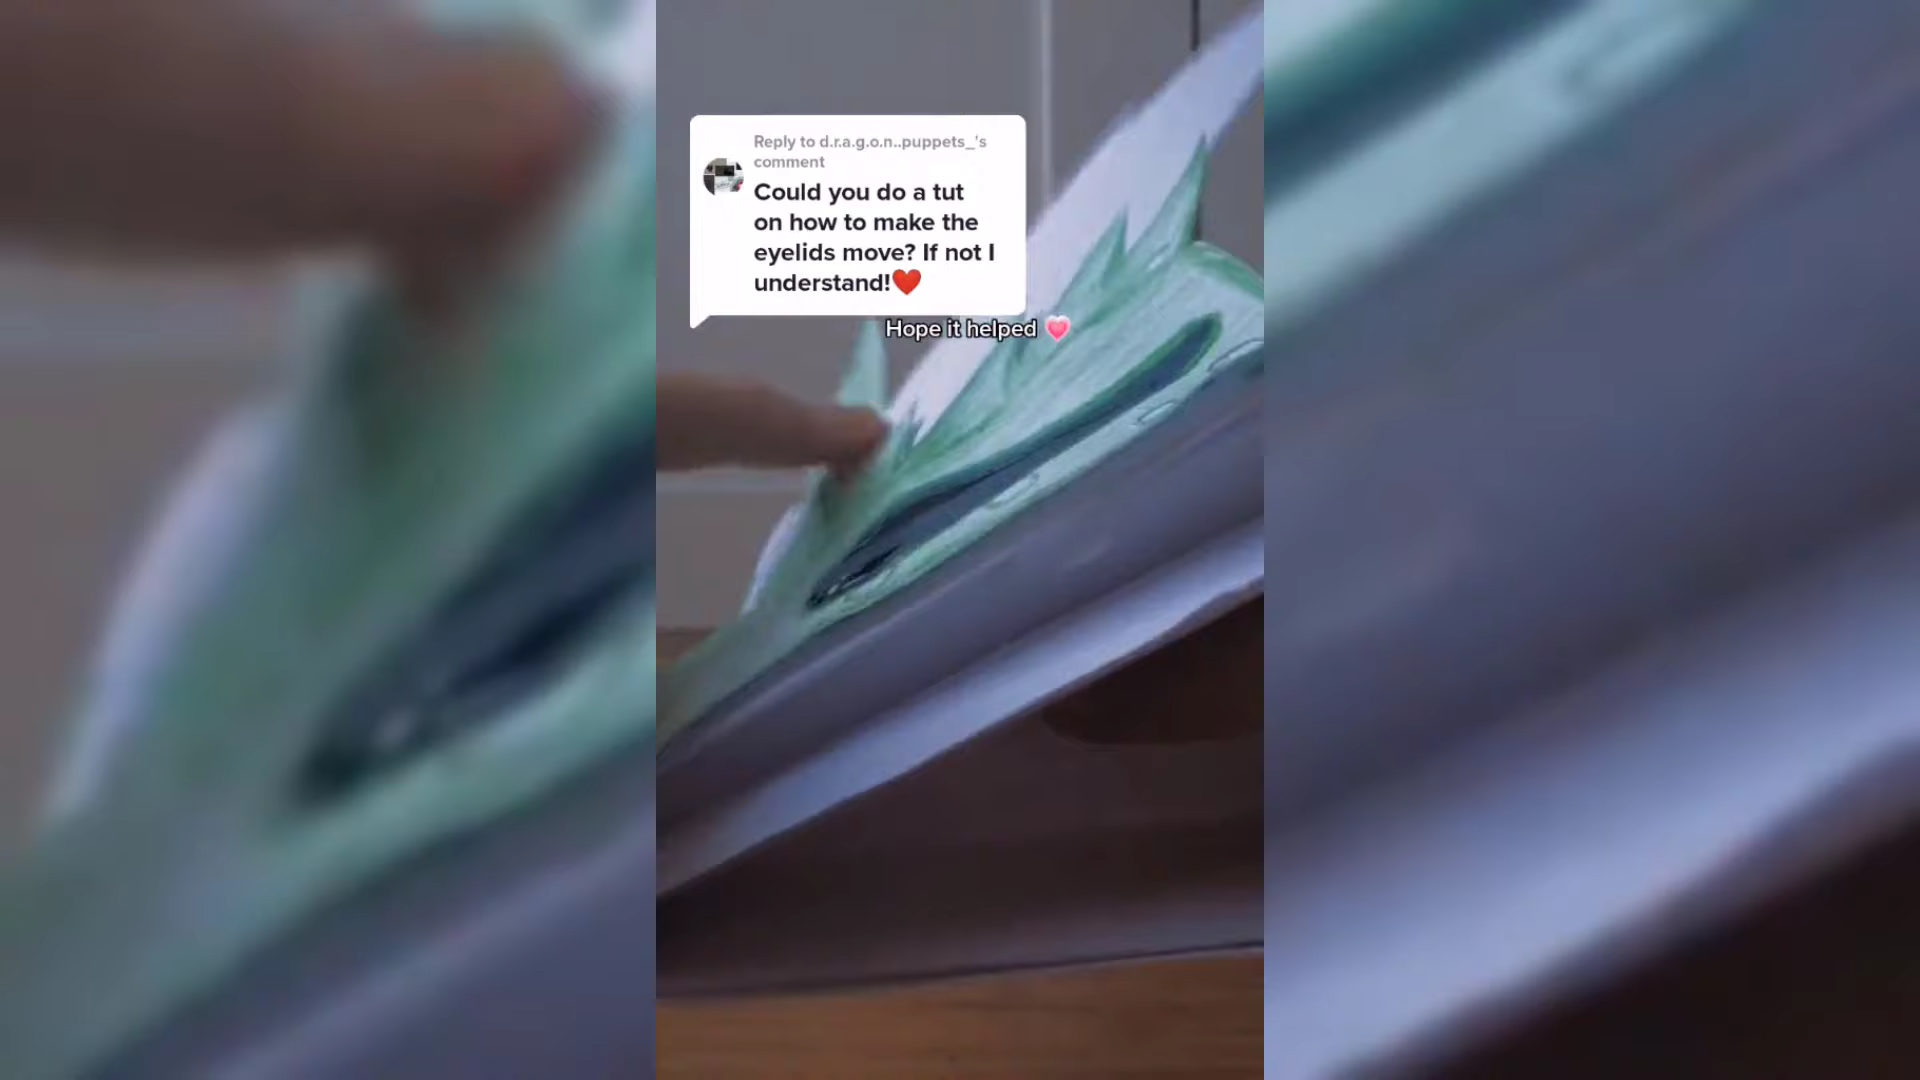 Reply to d.r.a.g.o.n..puppets_'s
comment
Could you do a tut
on how to make the
eyelids move? If not I
understand!❤️
Hope it helped 💗